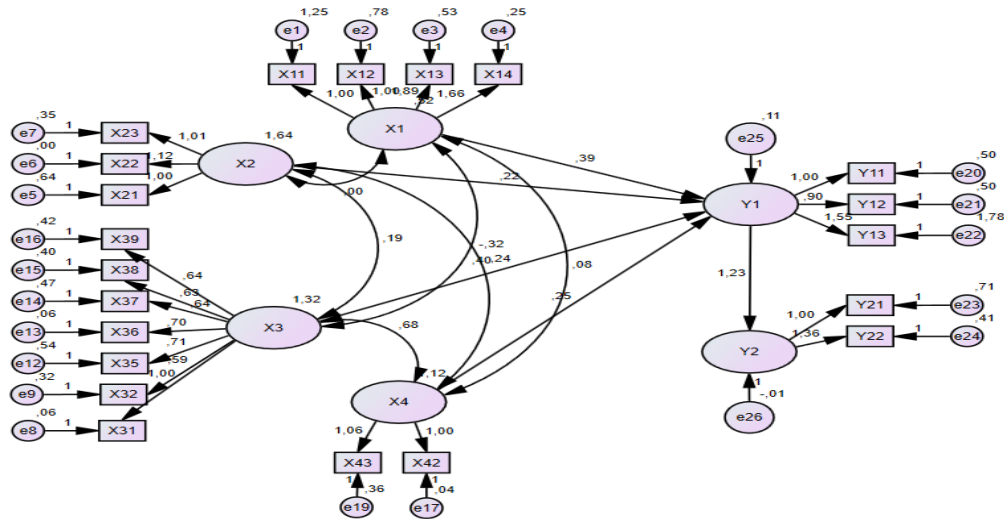 ,25 ,78 ,53 ,25
1
e1 e2 e3 e4
1 1 1 1
X11 X12 X13 X14
1,00 1,00 1,89 1,66
X1
,35
e7 1 X23 1,01 1,64
,00
e6 1 X22 1,12 X2
,64
e5 1 X21 1,00 ,00
,11
e25
1
,39 ,22
Y1
1,00 Y11 1 e20 ,50
,90 Y12 1 e21 ,50
1,55 Y13 1 e22 1,78
,42
e16 1 X39 ,64
,40
e15 1 X38 ,63
,47
e14 1 X37 ,64
,06
e13 1 X36 ,70
,54
e12 1 X35 ,71
,32
e9 1 X32 ,59
,06
e8 1 X31 1,00
1,32
X3
,19 -,32 ,40 ,24 ,08
,68 ,25 1,23
1,12
X4
1,06 1,00
X43 X42
1 ,36 1 ,04
e19 e17
Y2
1,00 Y21 1 e23 ,71
1,36 Y22 1 e24 ,41
1
-,01
e26